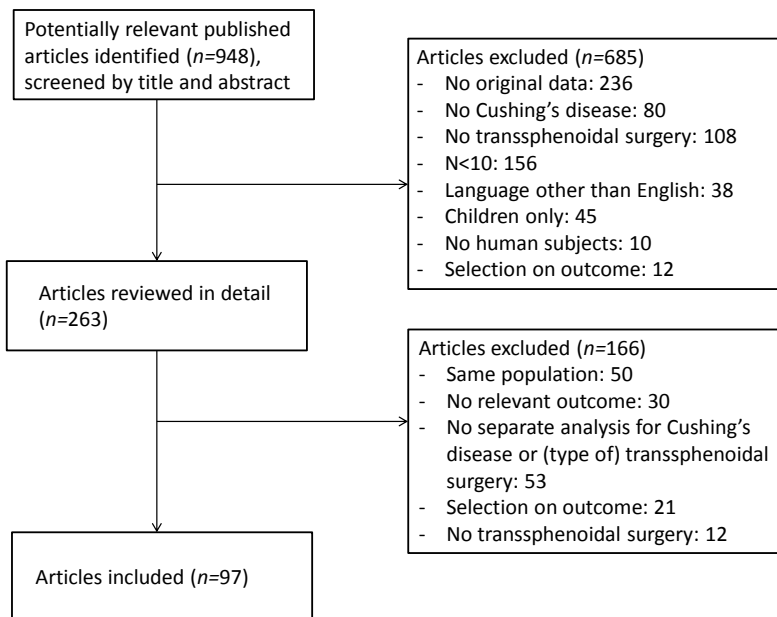 Potentially relevant published
articles identified (n=948),
screened by title and abstract
Articles excluded (n=685)
- No original data: 236
- No Cushing’s disease: 80
- No transsphenoidal surgery: 108
- N<10: 156
- Language other than English: 38
- Children only: 45
- No human subjects: 10
- Selection on outcome: 12
Articles reviewed in detail
(n=263)
Articles excluded (n=166)
- Same population: 50
- No relevant outcome: 30
- No separate analysis for Cushing’s
disease or (type of) transsphenoidal
surgery: 53
- Selection on outcome: 21
- No transsphenoidal surgery: 12
Articles included (n=97)